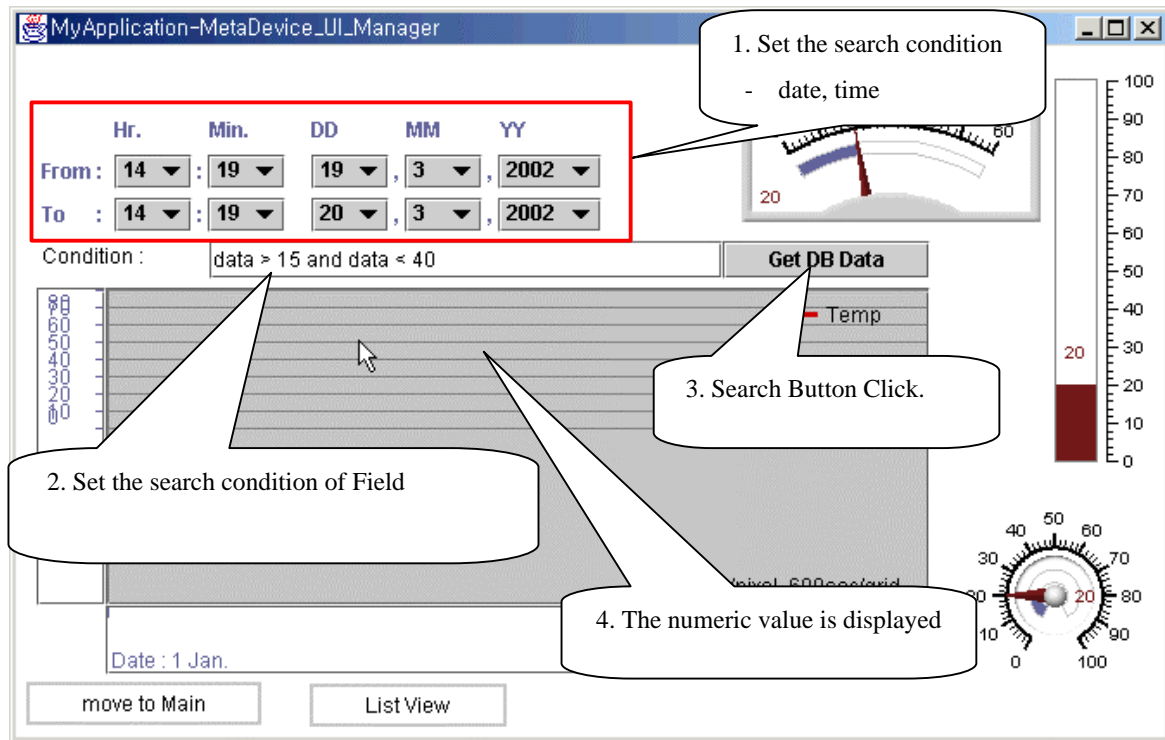 MyApplication-MetaDevice_UI_Manager
1. Set the search condition
- date, time
Hr. Min. DD MM YY
From : 14 : 19 19 , 3 , 2002
To : 14 : 19 20 , 3 , 2002
60
20
Condition : data > 15 and data < 40 Get DB Data
80
70
60
50
40
30
20
10
0
Temp
100
90
80
70
60
50
40
30
20
10
0
20
3. Search Button Click.
2. Set the search condition of Field
/pixel, 600sec/grid
4. The numeric value is displayed
Date : 1 Jan.
0
10
30
40
50
60
70
80
90
100
20
move to Main List View